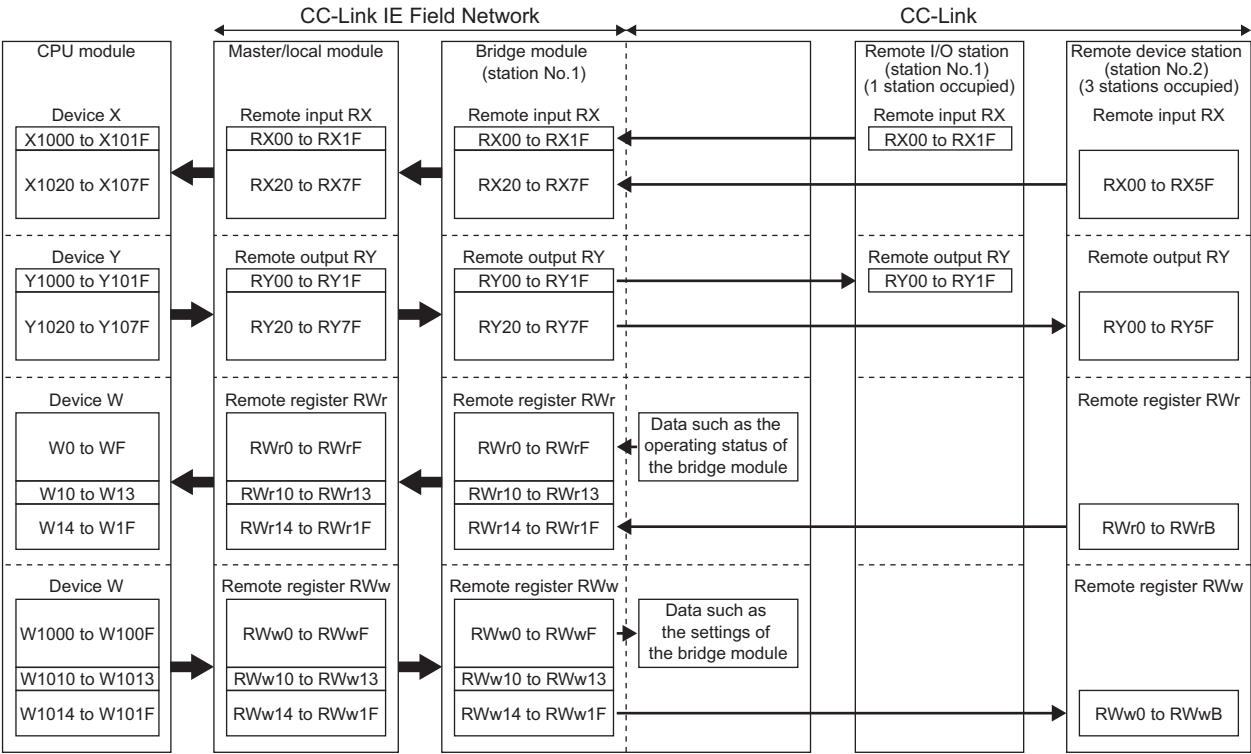 CC-Link IE Field Network
CC-Link
CPU module
Master/local module
Bridge module
(station No.1)
Remote I/O station
(station No.1)
(1 station occupied)
Remote device station
(station No.2)
(3 stations occupied)
Device X
Remote input RX
Remote input RX
Remote input RX
Remote input RX
X1000 to X101F
RX00 to RX1F
RX00 to RX1F
RX00 to RX1F
X1020 to X107F
RX20 to RX7F
RX20 to RX7F
RX00 to RX5F
Device Y
Remote output RY
Remote output RY
Remote output RY
Remote output RY
Y1000 to Y101F
RY00 to RY1F
RY00 to RY1F
RY00 to RY1F
Y1020 to Y107F
RY20 to RY7F
RY20 to RY7F
RY00 to RY5F
Device W
Remote register RWr
Remote register RWr
Remote register RWr
W0 to WF
RWr0 to RWrF
RWr0 to RWrF
Data such as the
operating status of
the bridge module
W10 to W13
RWr10 to RWr13
RWr10 to RWr13
W14 to W1F
RWr14 to RWr1F
RWr14 to RWr1F
RWr0 to RWrB
Device W
Remote register RWw
Remote register RWw
Remote register RWw
W1000 to W100F
RWw0 to RWwF
RWw0 to RWwF
Data such as
the settings of
the bridge module
W1010 to W1013
RWw10 to RWw13
RWw10 to RWw13
W1014 to W101F
RWw14 to RWw1F
RWw14 to RWw1F
RWw0 to RWwB